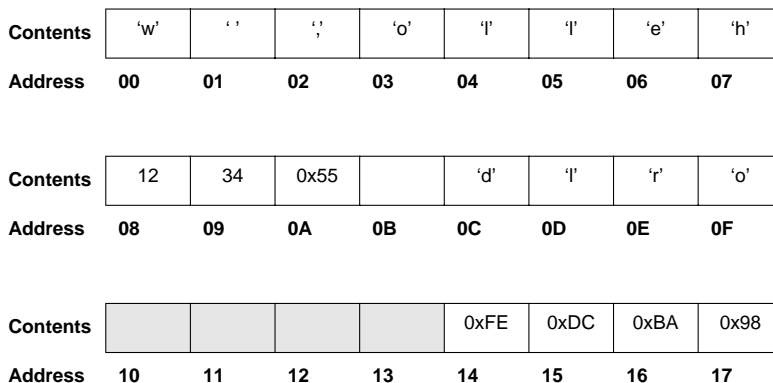 Contents ‘w’ ‘ ’ ‘,’ ‘o’ ‘l’ ‘l’ ‘e’ ‘h’
Address 00 01 02 03 04 05 06 07
Contents 12 34 0x55 ‘d’ ‘l’ ‘r’ ‘o’
Address 08 09 0A 0B 0C 0D 0E 0F
Contents 0xFE 0xDC 0xBA 0x98
Address 10 11 12 13 14 15 16 17